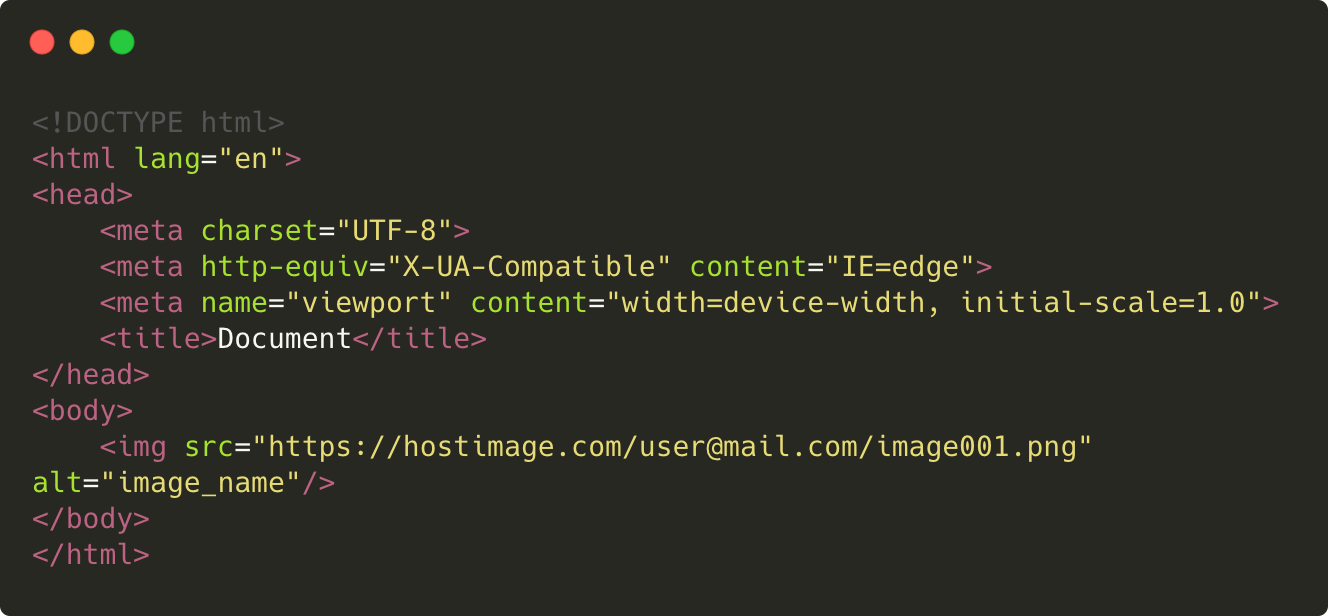 <!DOCTYPE html>
<html lang="en">
<head>
    <meta charset="UTF-8">
    <meta http-equiv="X-UA-Compatible" content="IE=edge">
    <meta name="viewport" content="width=device-width, initial-scale=1.0">
    <title>Document</title>
</head>
<body>
    <img src="https://hostimage.com/user@mail.com/image001.png"
alt="image_name"/>
</body>
</html>